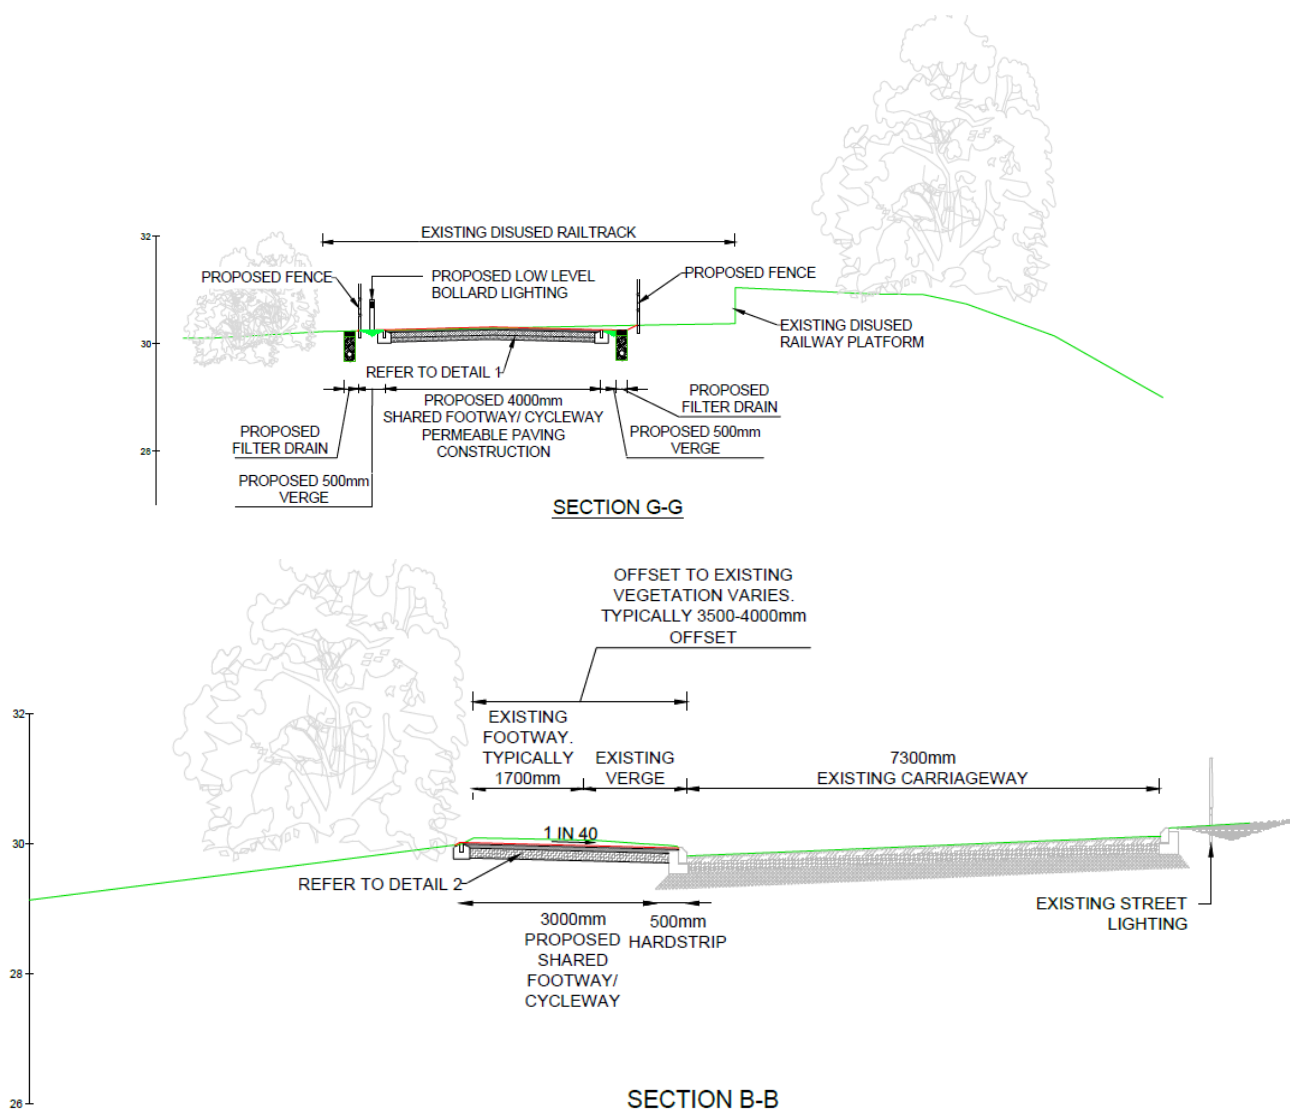 32
EXISTING DISUSED RAILTRACK
PROPOSED FENCE
PROPOSED LOW LEVEL
BOLLARD LIGHTING
PROPOSED FENCE
30
EXISTING DISUSED
RAILWAY PLATFORM
REFER TO DETAIL 1
PROPOSED 4000mm
SHARED FOOTWAY/ CYCLEWAY
PERMEABLE PAVING
CONSTRUCTION
PROPOSED
FILTER DRAIN
PROPOSED
FILTER DRAIN
PROPOSED 500mm
VERGE
28
PROPOSED 500mm
VERGE
SECTION G-G
OFFSET TO EXISTING
VEGETATION VARIES.
TYPICALLY 3500-4000mm
OFFSET
32
EXISTING
FOOTWAY.
TYPICALLY
1700mm
EXISTING
VERGE
7300mm
EXISTING CARRIAGEWAY
1 IN 40
30
REFER TO DETAIL 2
3000mm
PROPOSED
SHARED
FOOTWAY/
CYCLEWAY
500mm
HARDSTRIP
EXISTING STREET
LIGHTING
28
26
SECTION B-B